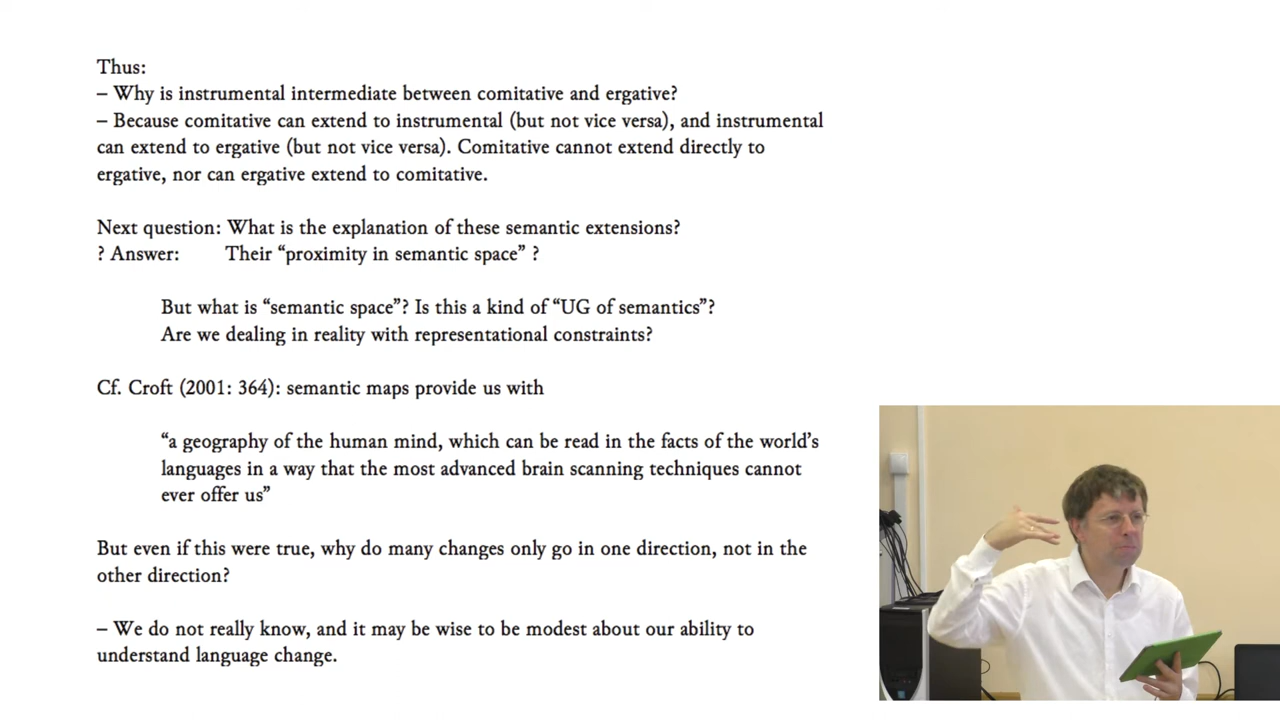 Thus:
– Why is instrumental intermediate between comitative and ergative?
– Because comitative can extend to instrumental (but not vice versa), and instrumental
can extend to ergative (but not vice versa). Comitative cannot extend directly to
ergative, nor can ergative extend to comitative.
Next question: What is the explanation of these semantic extensions?
? Answer: Their “proximity in semantic space” ?
But what is “semantic space”? Is this a kind of “UG of semantics”?
Are we dealing in reality with representational constraints?
Cf. Croft (2001: 364): semantic maps provide us with
“a geography of the human mind, which can be read in the facts of the world’s
languages in a way that the most advanced brain scanning techniques cannot
ever offer us”
But even if this were true, why do many changes only go in one direction, not in the
other direction?
– We do not really know, and it may be wise to be modest about our ability to
understand language change.